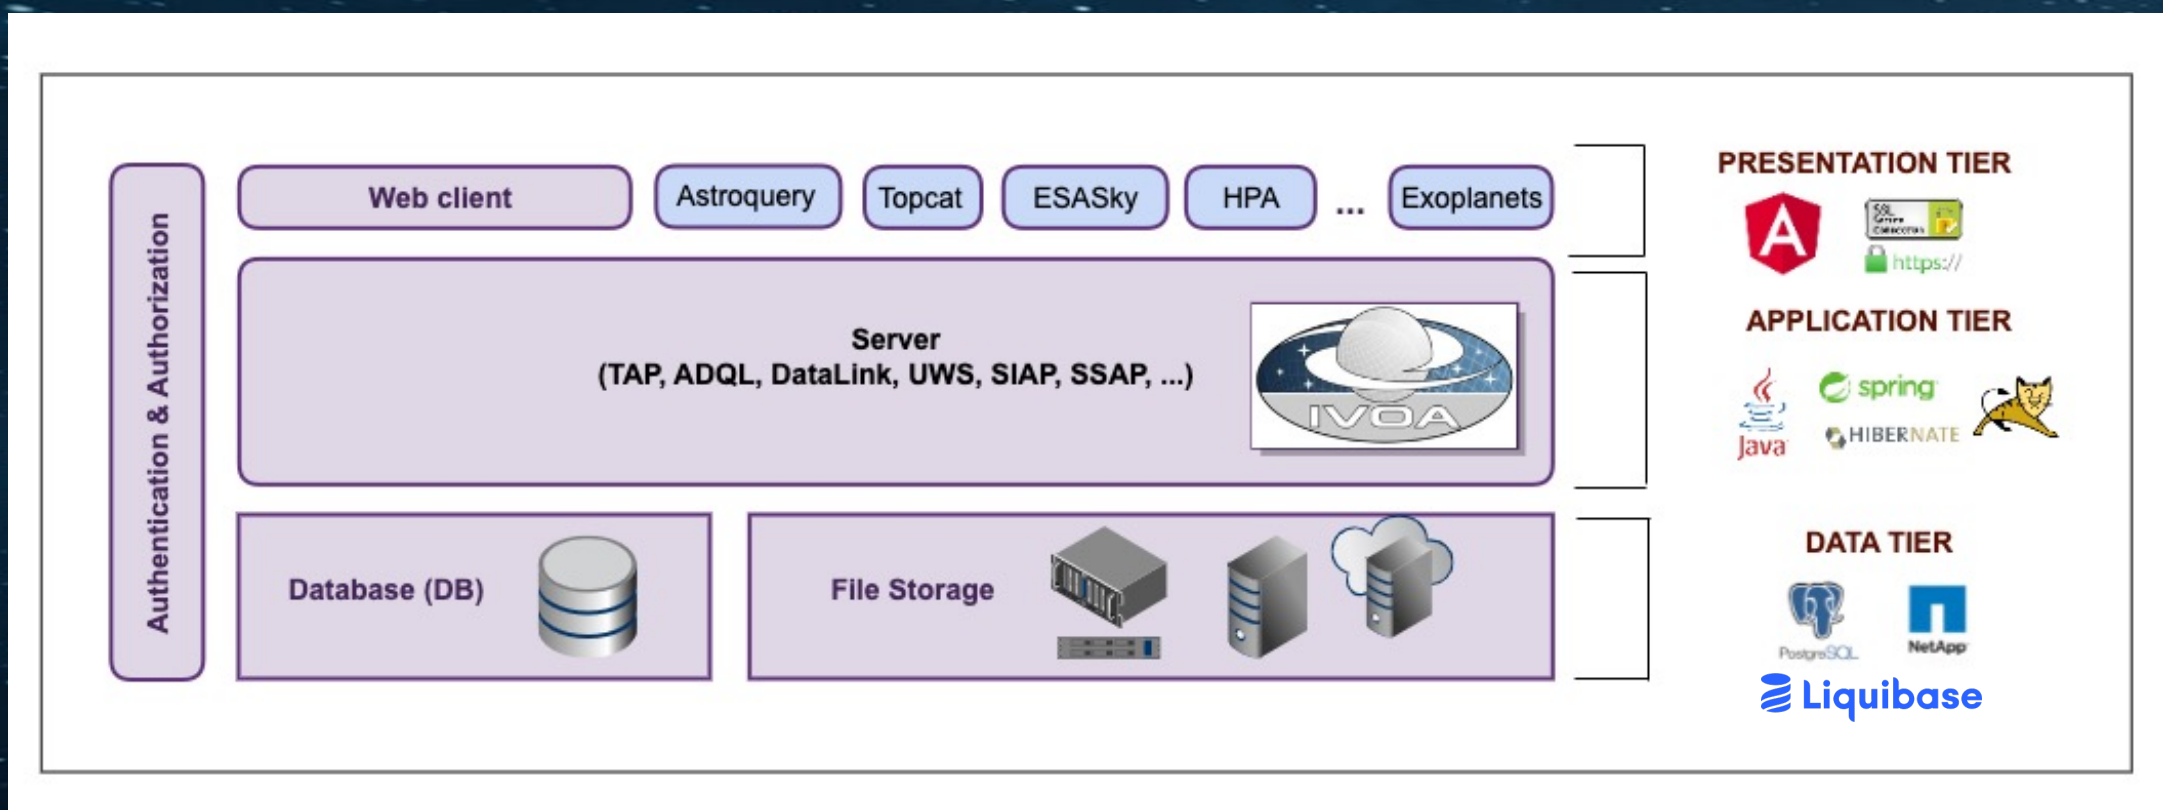 Authentication & Authorization
Web client
Astroquery
Topcat
ESASky
HPA
...
Exoplanets
Server
(TAP, ADQL, DataLink, UWS, SIAP, SSAP, ...)
IVOA
Database (DB)
File Storage
PRESENTATION TIER
SSL
https://
APPLICATION TIER
Java
spring
HIBERNATE
DATA TIER
PostgreSQL
NetApp
Liquibase